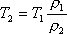 T₂ = T₁ ρ₁/ρ₂